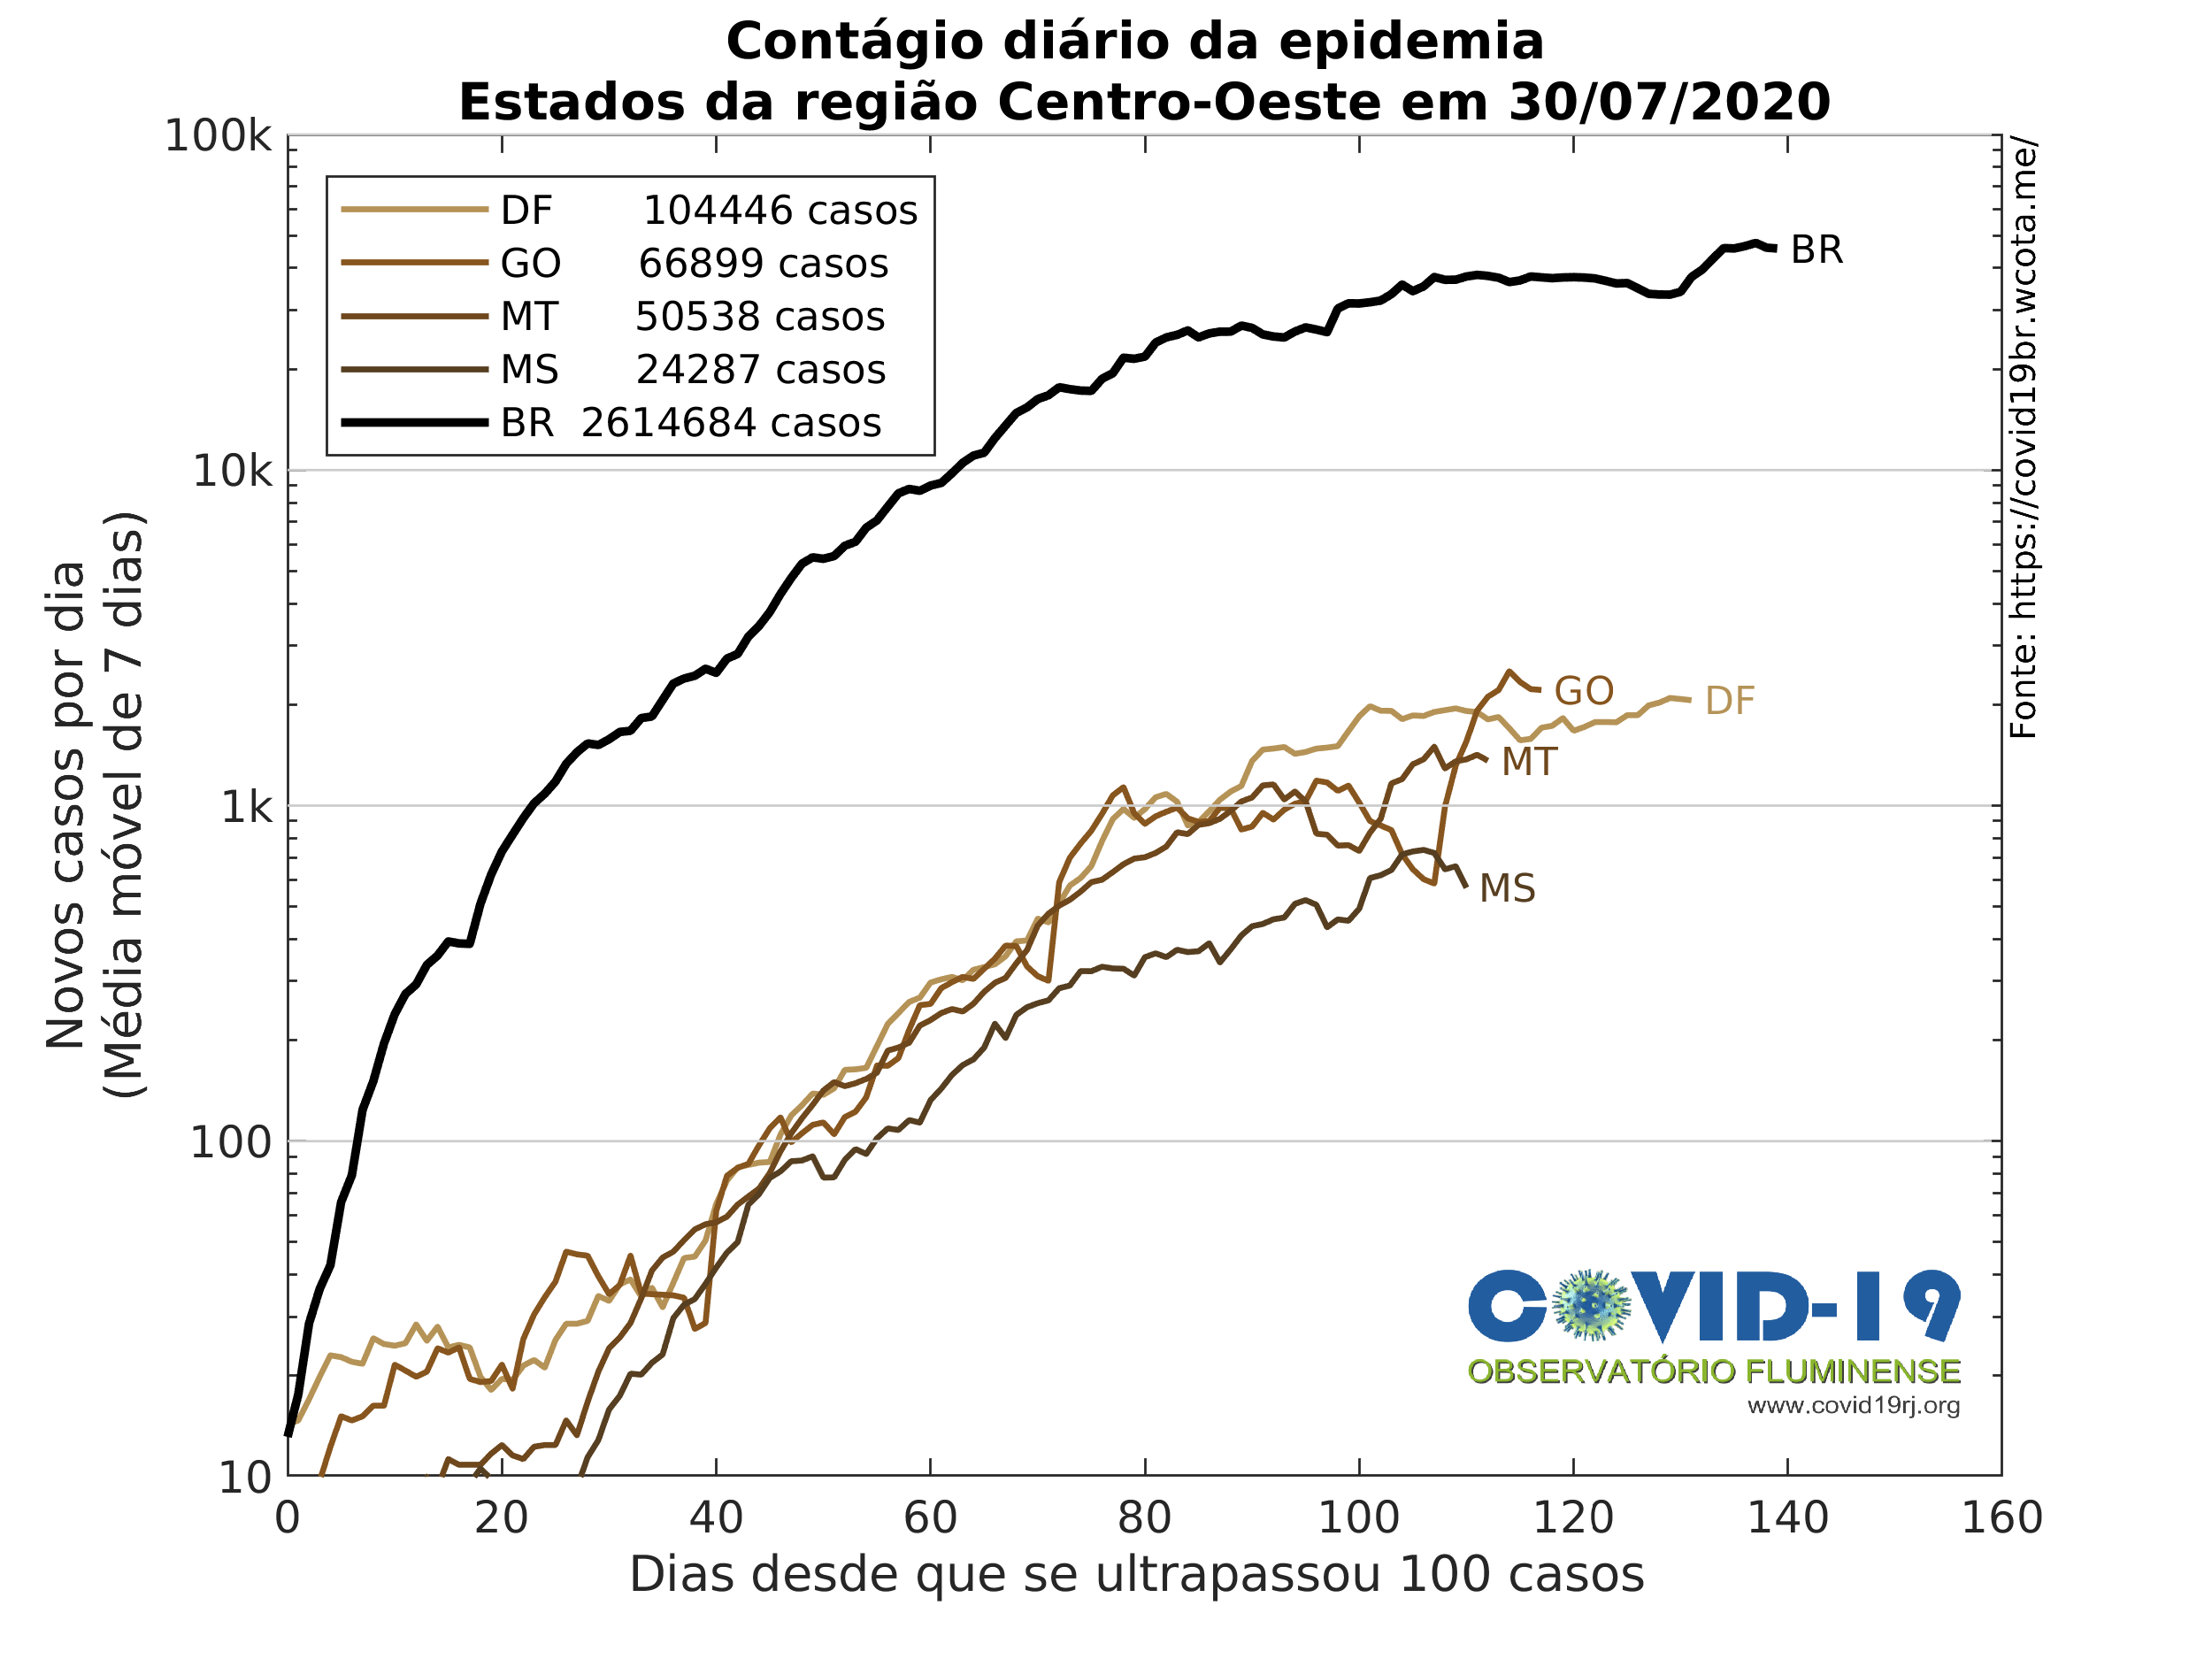 Contágio diário da epidemia
Estados da região Centro-Oeste em 30/07/2020
100k
10k
1k
100
10
Novos casos por dia
(Média móvel de 7 dias)
DF 104446 casos
GO 66899 casos
MT 50538 casos
MS 24287 casos
BR 2614684 casos
BR
GO
DF
MT
MS
Fonte: https://covid19br.wcota.me/
COVID-19
OBSERVATÓRIO FLUMINENSE
www.covid19rj.org
0 20 40 60 80 100 120 140 160
Dias desde que se ultrapassou 100 casos